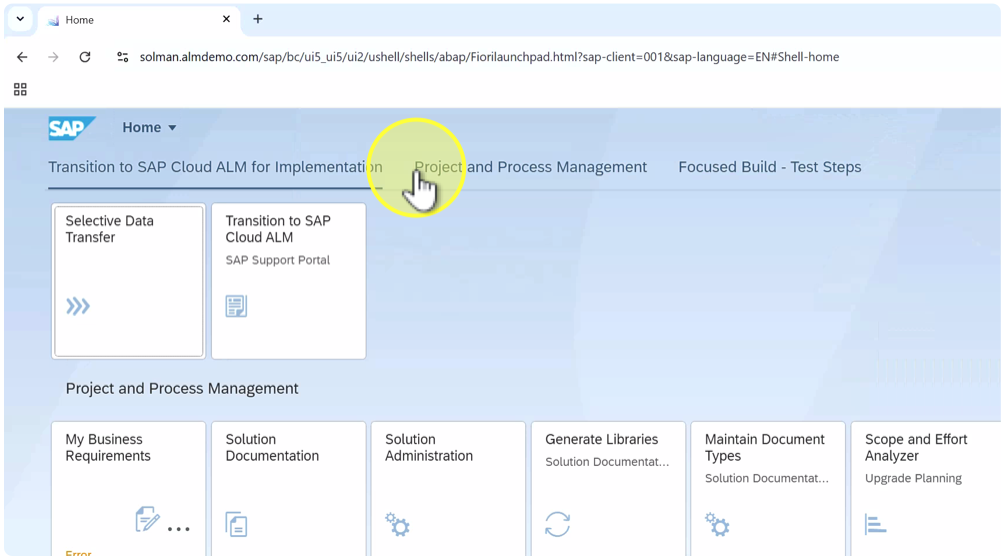 Home
solman.almdemo.com/sap/bc/ui5_ui5/ui2/ushell/shells/abap/Fiorilaunchpad.html?sap-client=001&sap-language=EN#Shell-home
SAP Home
Transition to SAP Cloud ALM for Implementation Project and Process Management Focused Build - Test Steps
Selective Data
Transfer
Transition to SAP
Cloud ALM
SAP Support Portal
Project and Process Management
My Business
Requirements
Error
Solution
Documentation
Solution
Administration
Generate Libraries
Solution Documentat...
Maintain Document
Types
Solution Documentat...
Scope and Effort
Analyzer
Upgrade Planning